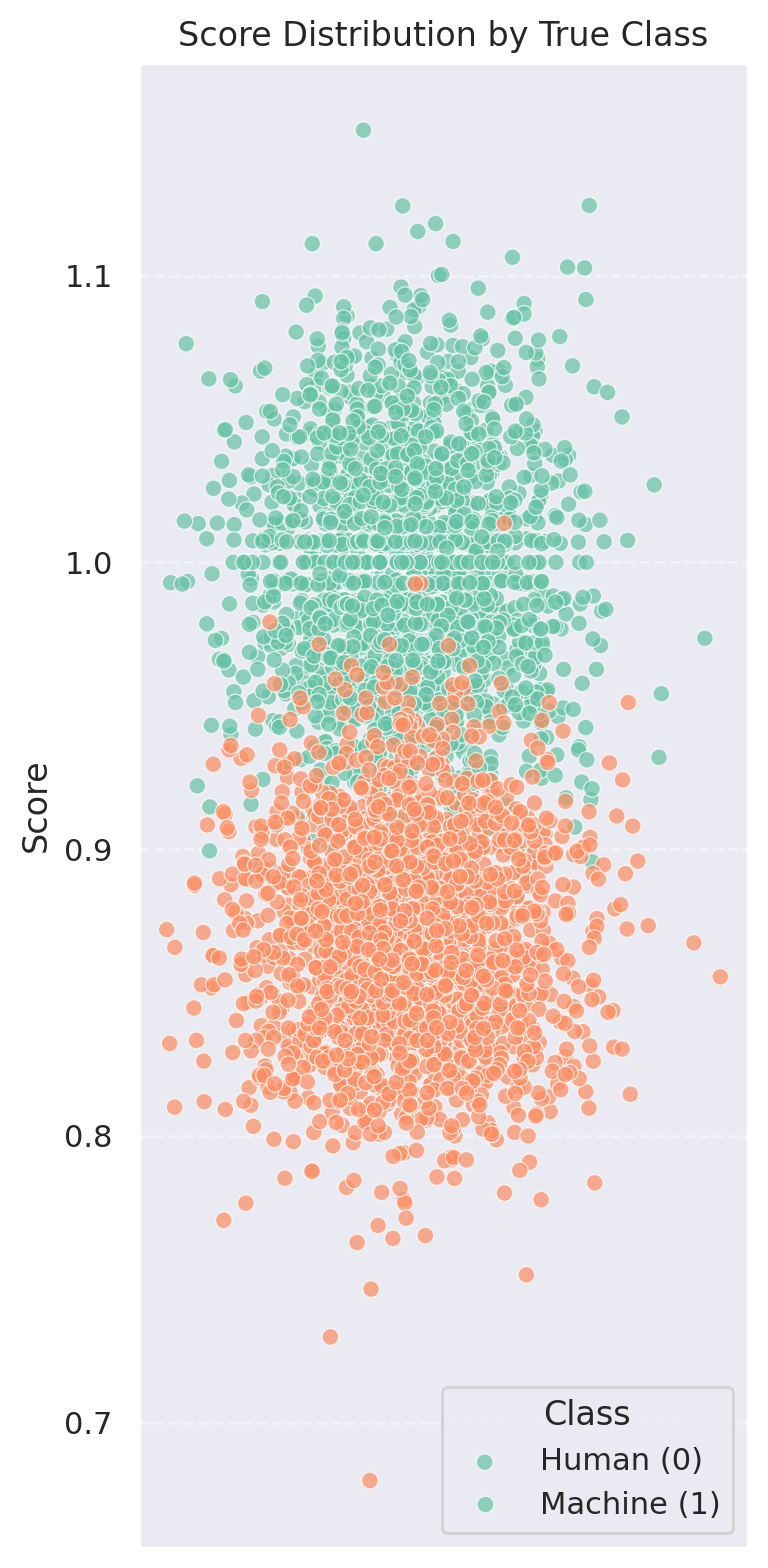 Score Distribution by True Class
1.1
1.0
0.9
0.8
0.7
Score
Class
Human (0)
Machine (1)